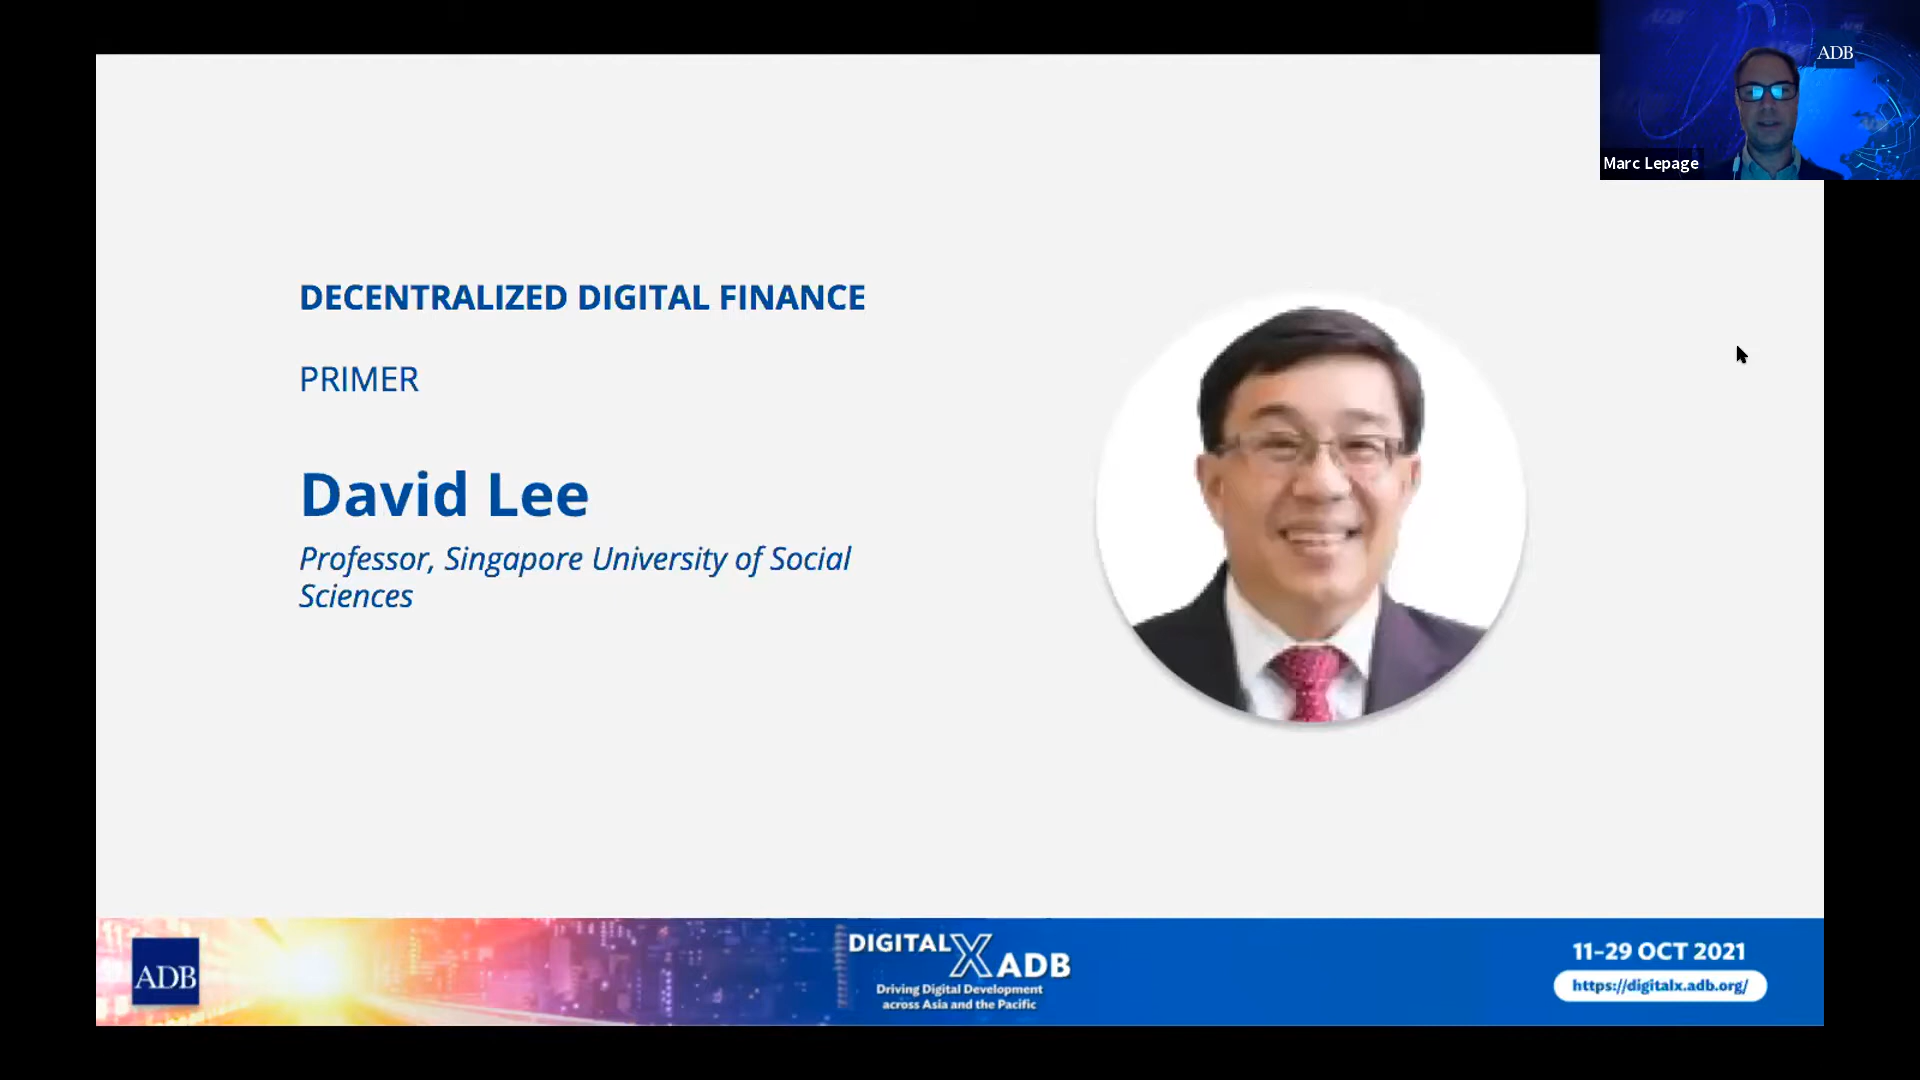 ADB
Marc Lepage
DECENTRALIZED DIGITAL FINANCE
PRIMER
David Lee
Professor, Singapore University of Social
Sciences
ADB
DIGITAL X ADB
Driving Digital Development
across Asia and the Pacific
11-29 OCT 2021
https://digitalx.adb.org/